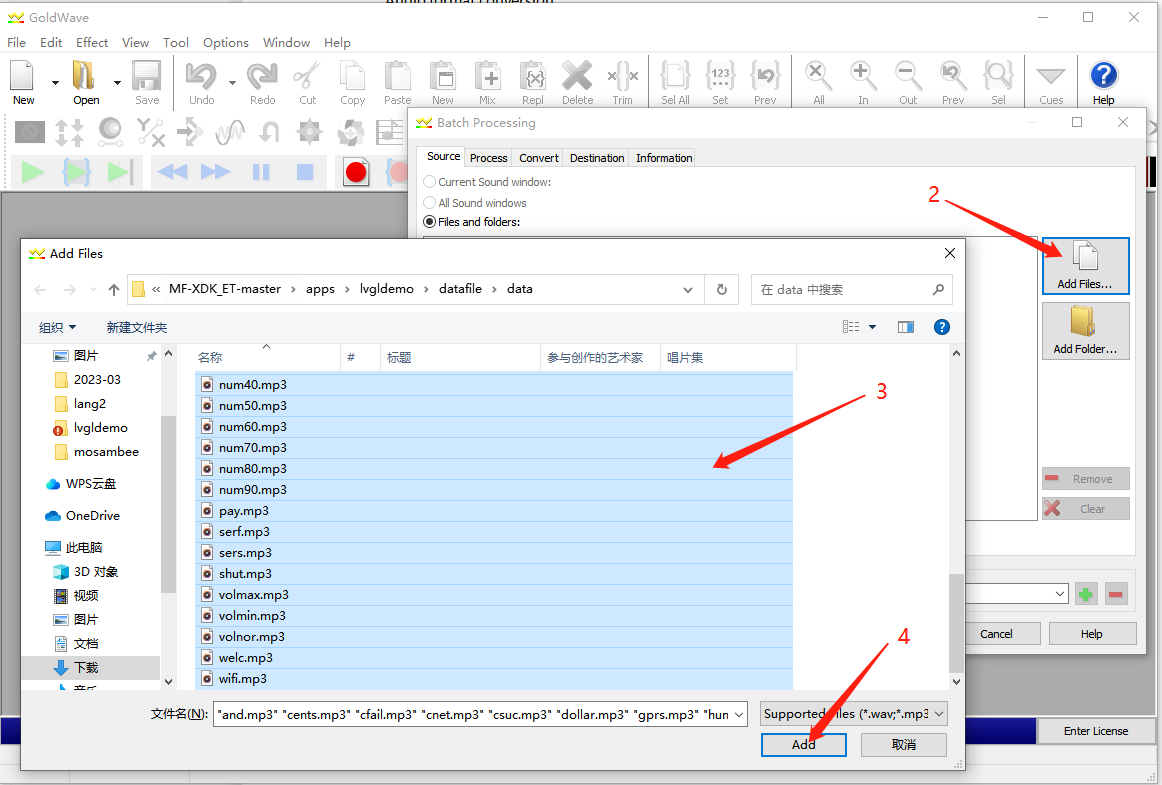 Audio format conversion
GoldWave
File Edit Effect View Tool Options Window Help
New Open Save Undo Redo Cut Copy Paste New Mix Repl Delete Trim Sel All Set Prev All In Out Prev Sel Cues Help
123
Batch Processing
Source Process Convert Destination Information
Current Sound window:
All Sound windows
Files and folders:
2
Add Files...
Add Folder...
Remove
Clear
Cancel Help
Enter License
Add Files
« MF-XDK_ET-master › apps › lvgldemo › datafile › data
在 data 中搜索
组织 新建文件夹
图片
2023-03
lang2
lvgldemo
mosambee
WPS云盘
OneDrive
此电脑
3D 对象
视频
图片
文档
下载
音乐
名称 # 标题 参与创作的艺术家 唱片集
num40.mp3
num50.mp3
num60.mp3
num70.mp3
num80.mp3
num90.mp3
pay.mp3
serf.mp3
sers.mp3
shut.mp3
volmax.mp3
volmin.mp3
volnor.mp3
welc.mp3
wifi.mp3
3
4
文件名(N): "and.mp3" "cents.mp3" "cfail.mp3" "cnet.mp3" "csuc.mp3" "dollar.mp3" "gprs.mp3" "hun
Supported files (*.wav;*.mp3
Add 取消